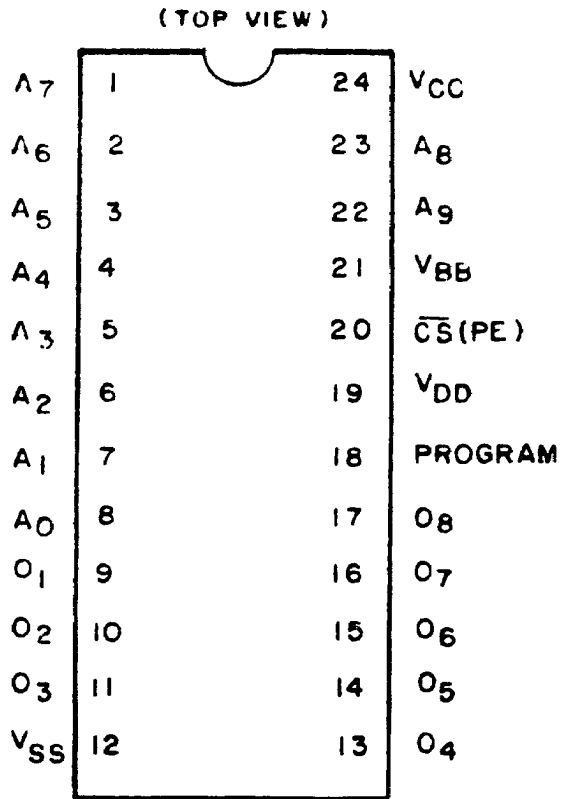 (TOP VIEW)
A7 1 24 VCC
A6 2 23 A8
A5 3 22 A9
A4 4 21 VBB
A3 5 20 C̅S̅(PE)
A2 6 19 VDD
A1 7 18 PROGRAM
A0 8 17 O8
O1 9 16 O7
O2 10 15 O6
O3 11 14 O5
VSS 12 13 O4